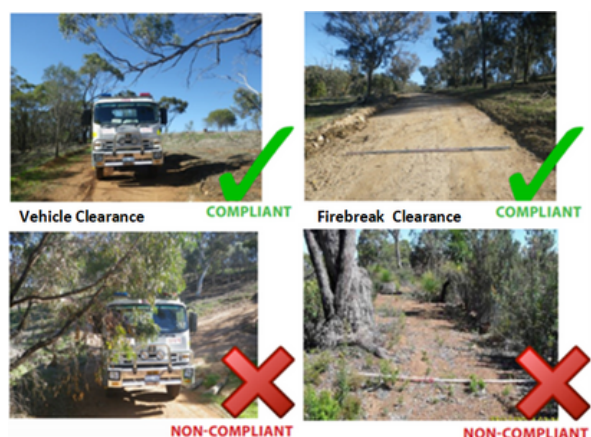 COMPLIANT
COMPLIANT
Vehicle Clearance
Firebreak Clearance
NON-COMPLIANT
NON-COMPLIANT